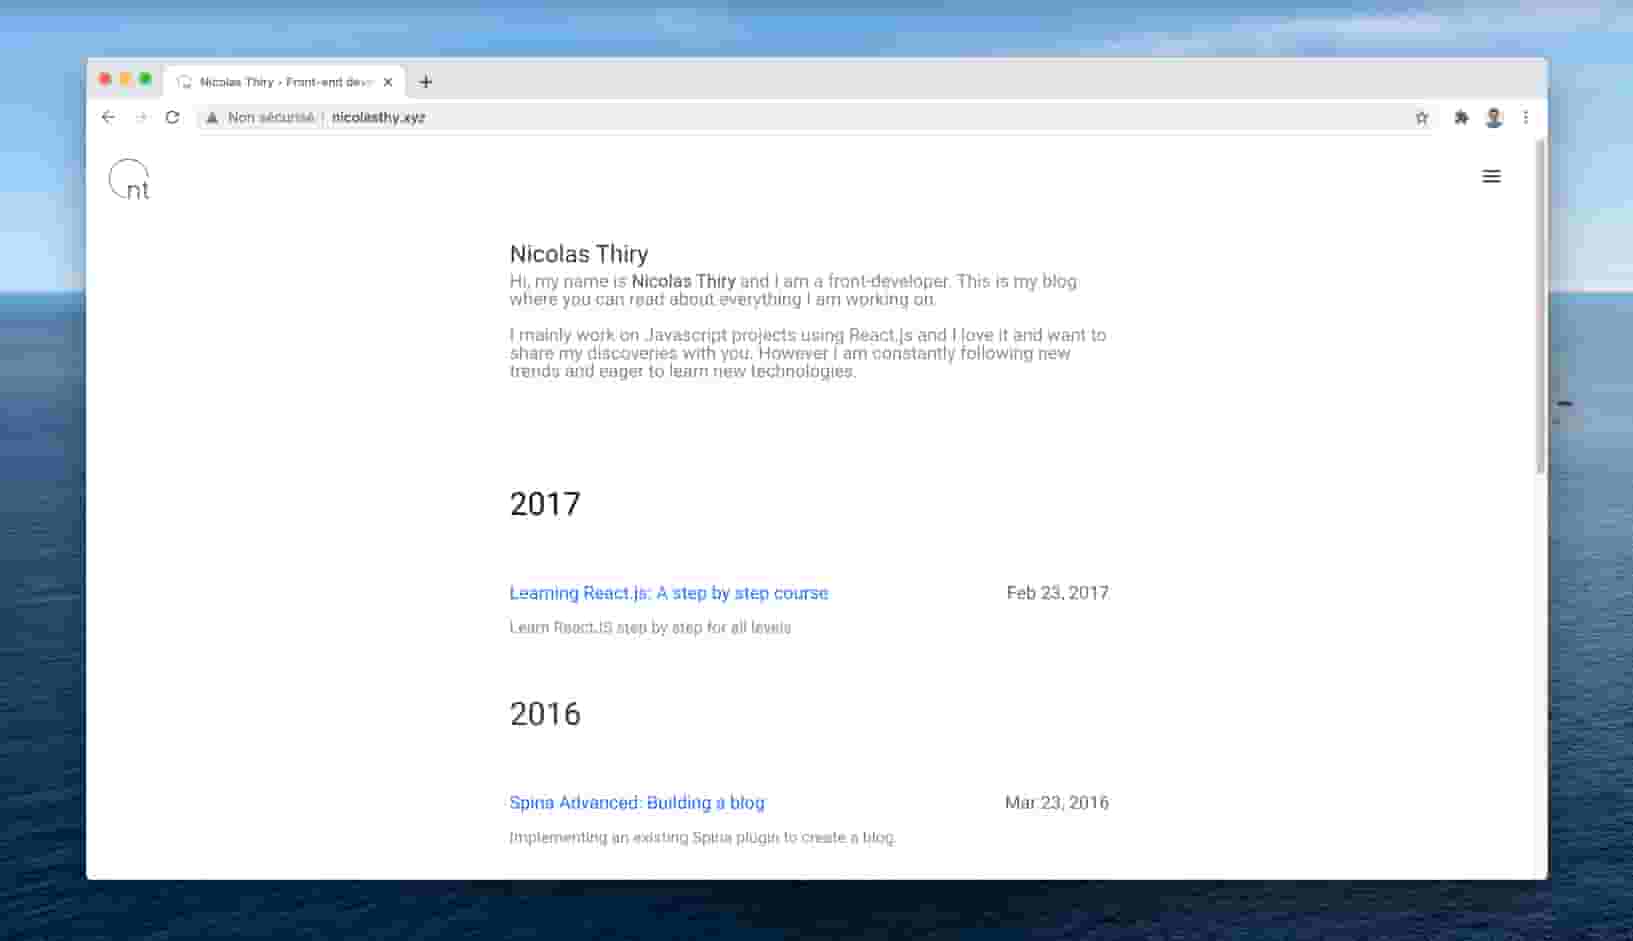 Nicolas Thiry › Front-end deve
Non sécurisé | nicolasthy.xyz
nt
Nicolas Thiry
Hi, my name is Nicolas Thiry and I am a front-developer. This is my blog
where you can read about everything I am working on.
I mainly work on Javascript projects using React.js and I love it and want to
share my discoveries with you. However I am constantly following new
trends and eager to learn new technologies.
2017
Learning React.js: A step by step course
Feb 23, 2017
Learn ReactJS step by step for all levels
2016
Spina Advanced: Building a blog
Mar 23, 2016
Implementing an existing Spina plugin to create a blog